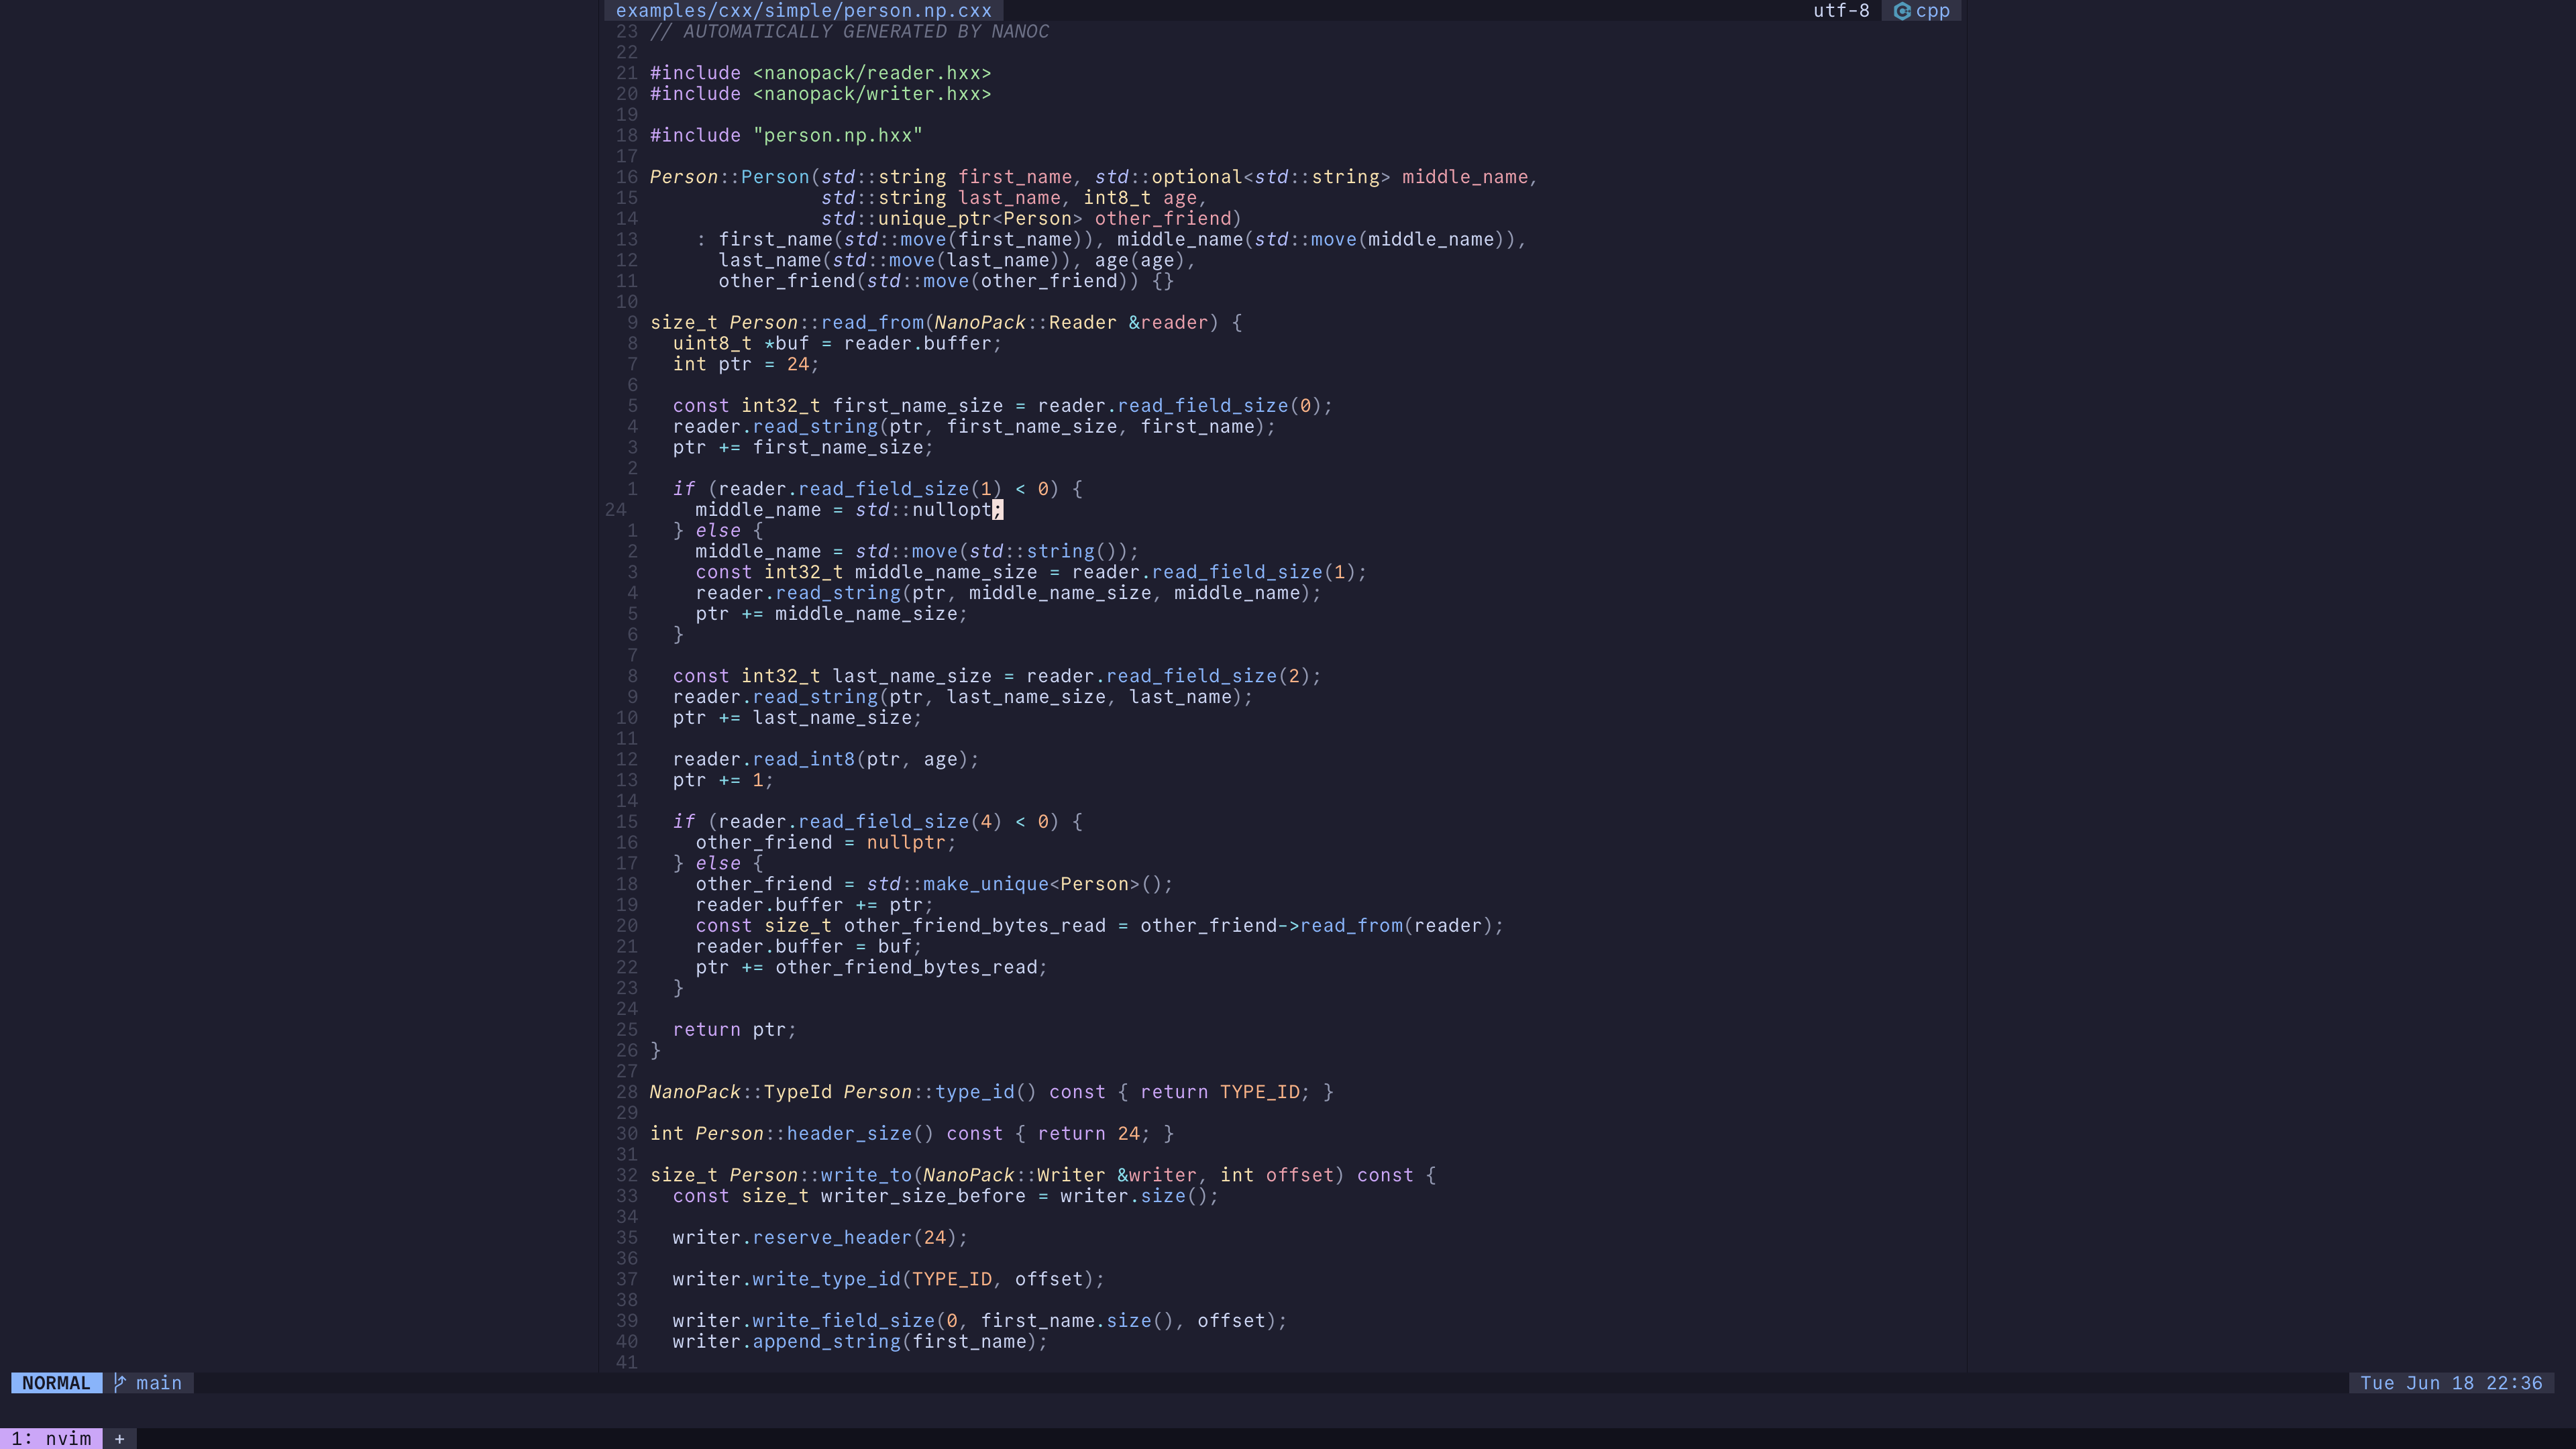 examples/cxx/simple/person.np.cxx utf-8 cpp
23 // AUTOMATICALLY GENERATED BY NANOC
22
21 #include <nanopack/reader.hxx>
20 #include <nanopack/writer.hxx>
19
18 #include "person.np.hxx"
17
16 Person::Person(std::string first_name, std::optional<std::string> middle_name,
15                std::string last_name, int8_t age,
14                std::unique_ptr<Person> other_friend)
13     : first_name(std::move(first_name)), middle_name(std::move(middle_name)),
12       last_name(std::move(last_name)), age(age),
11       other_friend(std::move(other_friend)) {}
10
9 size_t Person::read_from(NanoPack::Reader &reader) {
8   uint8_t *buf = reader.buffer;
7   int ptr = 24;
6
5   const int32_t first_name_size = reader.read_field_size(0);
4   reader.read_string(ptr, first_name_size, first_name);
3   ptr += first_name_size;
2
1   if (reader.read_field_size(1) < 0) {
24     middle_name = std::nullopt;
1   } else {
2     middle_name = std::move(std::string());
3     const int32_t middle_name_size = reader.read_field_size(1);
4     reader.read_string(ptr, middle_name_size, middle_name);
5     ptr += middle_name_size;
6   }
7
8   const int32_t last_name_size = reader.read_field_size(2);
9   reader.read_string(ptr, last_name_size, last_name);
10   ptr += last_name_size;
11
12   reader.read_int8(ptr, age);
13   ptr += 1;
14
15   if (reader.read_field_size(4) < 0) {
16     other_friend = nullptr;
17   } else {
18     other_friend = std::make_unique<Person>();
19     reader.buffer += ptr;
20     const size_t other_friend_bytes_read = other_friend->read_from(reader);
21     reader.buffer = buf;
22     ptr += other_friend_bytes_read;
23   }
24
25   return ptr;
26 }
27
28 NanoPack::TypeId Person::type_id() const { return TYPE_ID; }
29
30 int Person::header_size() const { return 24; }
31
32 size_t Person::write_to(NanoPack::Writer &writer, int offset) const {
33   const size_t writer_size_before = writer.size();
34
35   writer.reserve_header(24);
36
37   writer.write_type_id(TYPE_ID, offset);
38
39   writer.write_field_size(0, first_name.size(), offset);
40   writer.append_string(first_name);
41
NORMAL main Tue Jun 18 22:36
1: nvim +